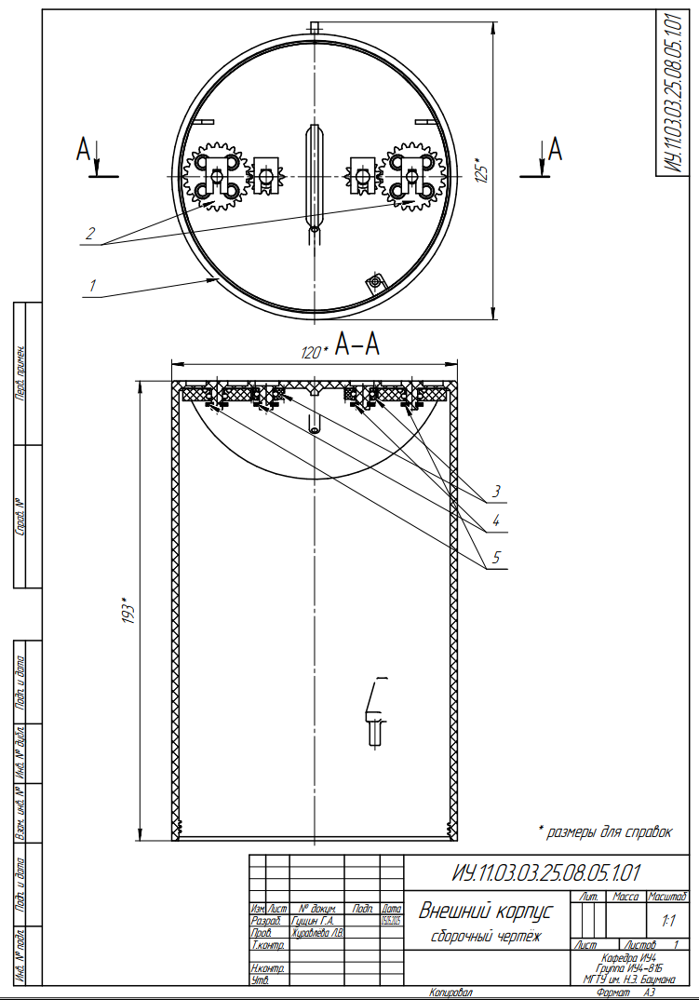 ИУ.11.03.03.25.08.05.1.01
А
А
125*
2
1
120*
А-А
3
4
5
193*
Перв. примен.
Справ. №
Подп. и дата
Инв. № дубл.
Взам. инв. №
Подп. и дата
Инв. № подл.
* размеры для справок
ИУ.11.03.03.25.08.05.1.01
Изм. Лист № докум. Подп. Дата
Разраб. Гущин Г.А.
Пров. Журавлёва Л.В.
Т.контр.
Н.контр.
Утв.
Внешний корпус
сборочный чертёж
Лит. Масса Масштаб
1:1
Лист Листов 1
Кафедра ИУ4
Группа ИУ4-81Б
МГТУ им. Н.Э. Баумана
Копировал Формат А3